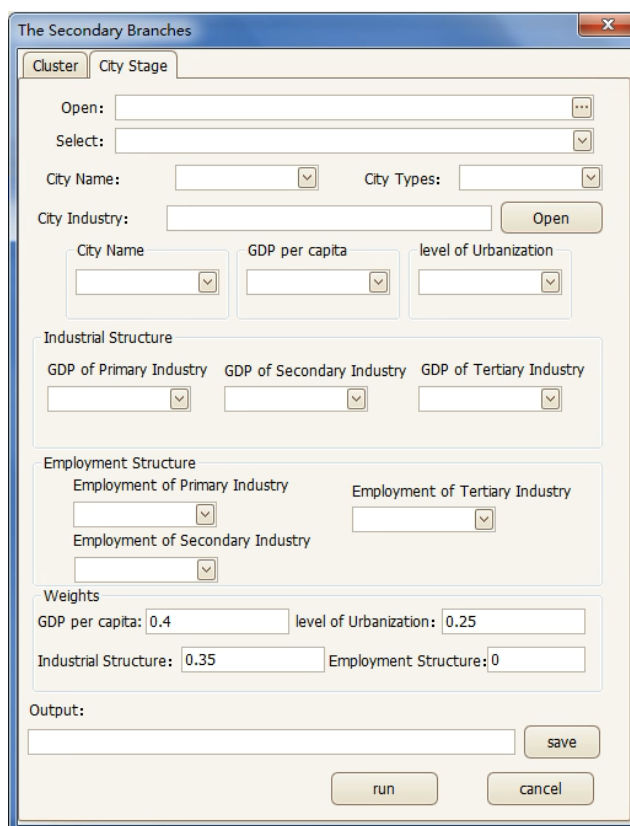 The Secondary Branches
Cluster City Stage
Open: ...
Select:
City Name: City Types:
City Industry: Open
City Name GDP per capita level of Urbanization
Industrial Structure
GDP of Primary Industry GDP of Secondary Industry GDP of Tertiary Industry
Employment Structure
Employment of Primary Industry Employment of Tertiary Industry
Employment of Secondary Industry
Weights
GDP per capita: 0.4 level of Urbanization: 0.25
Industrial Structure: 0.35 Employment Structure: 0
Output:
save
run cancel